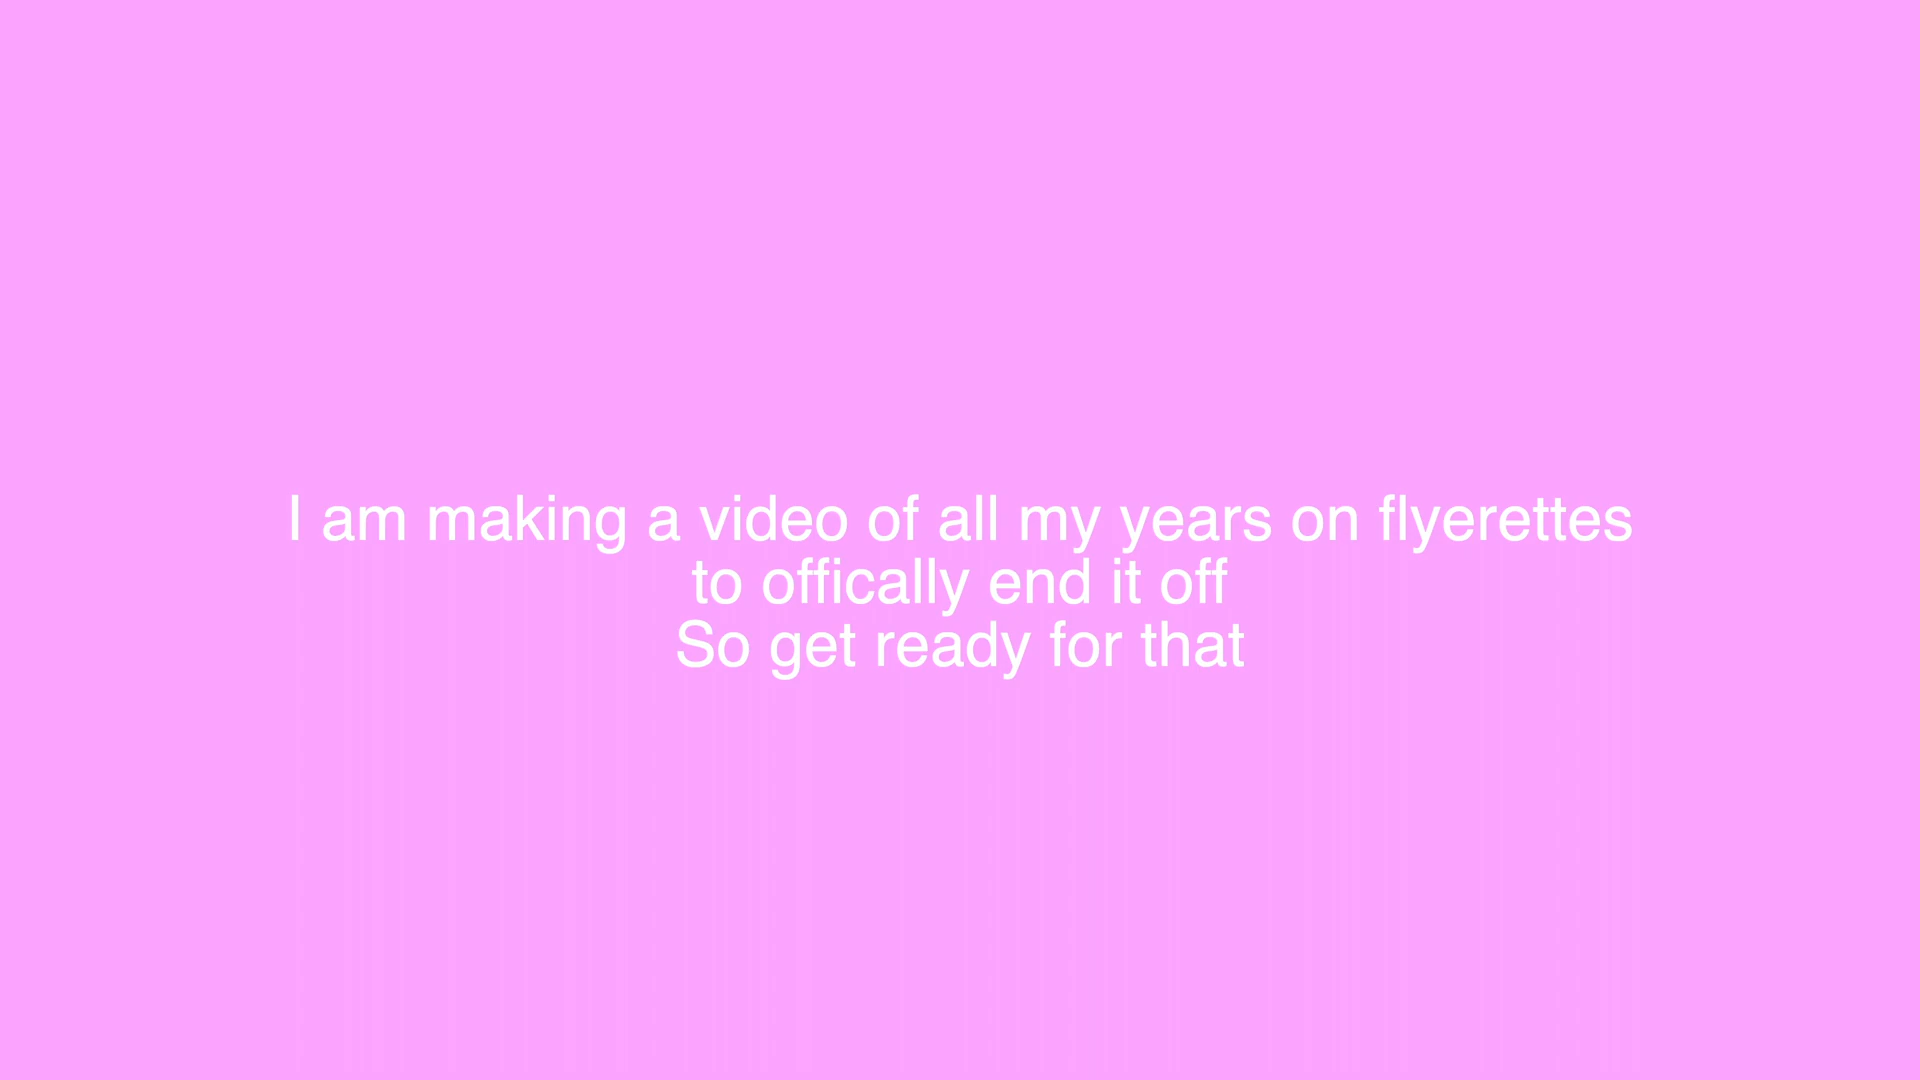 I am making a video of all my years on flyerettes
to offically end it off
So get ready for that